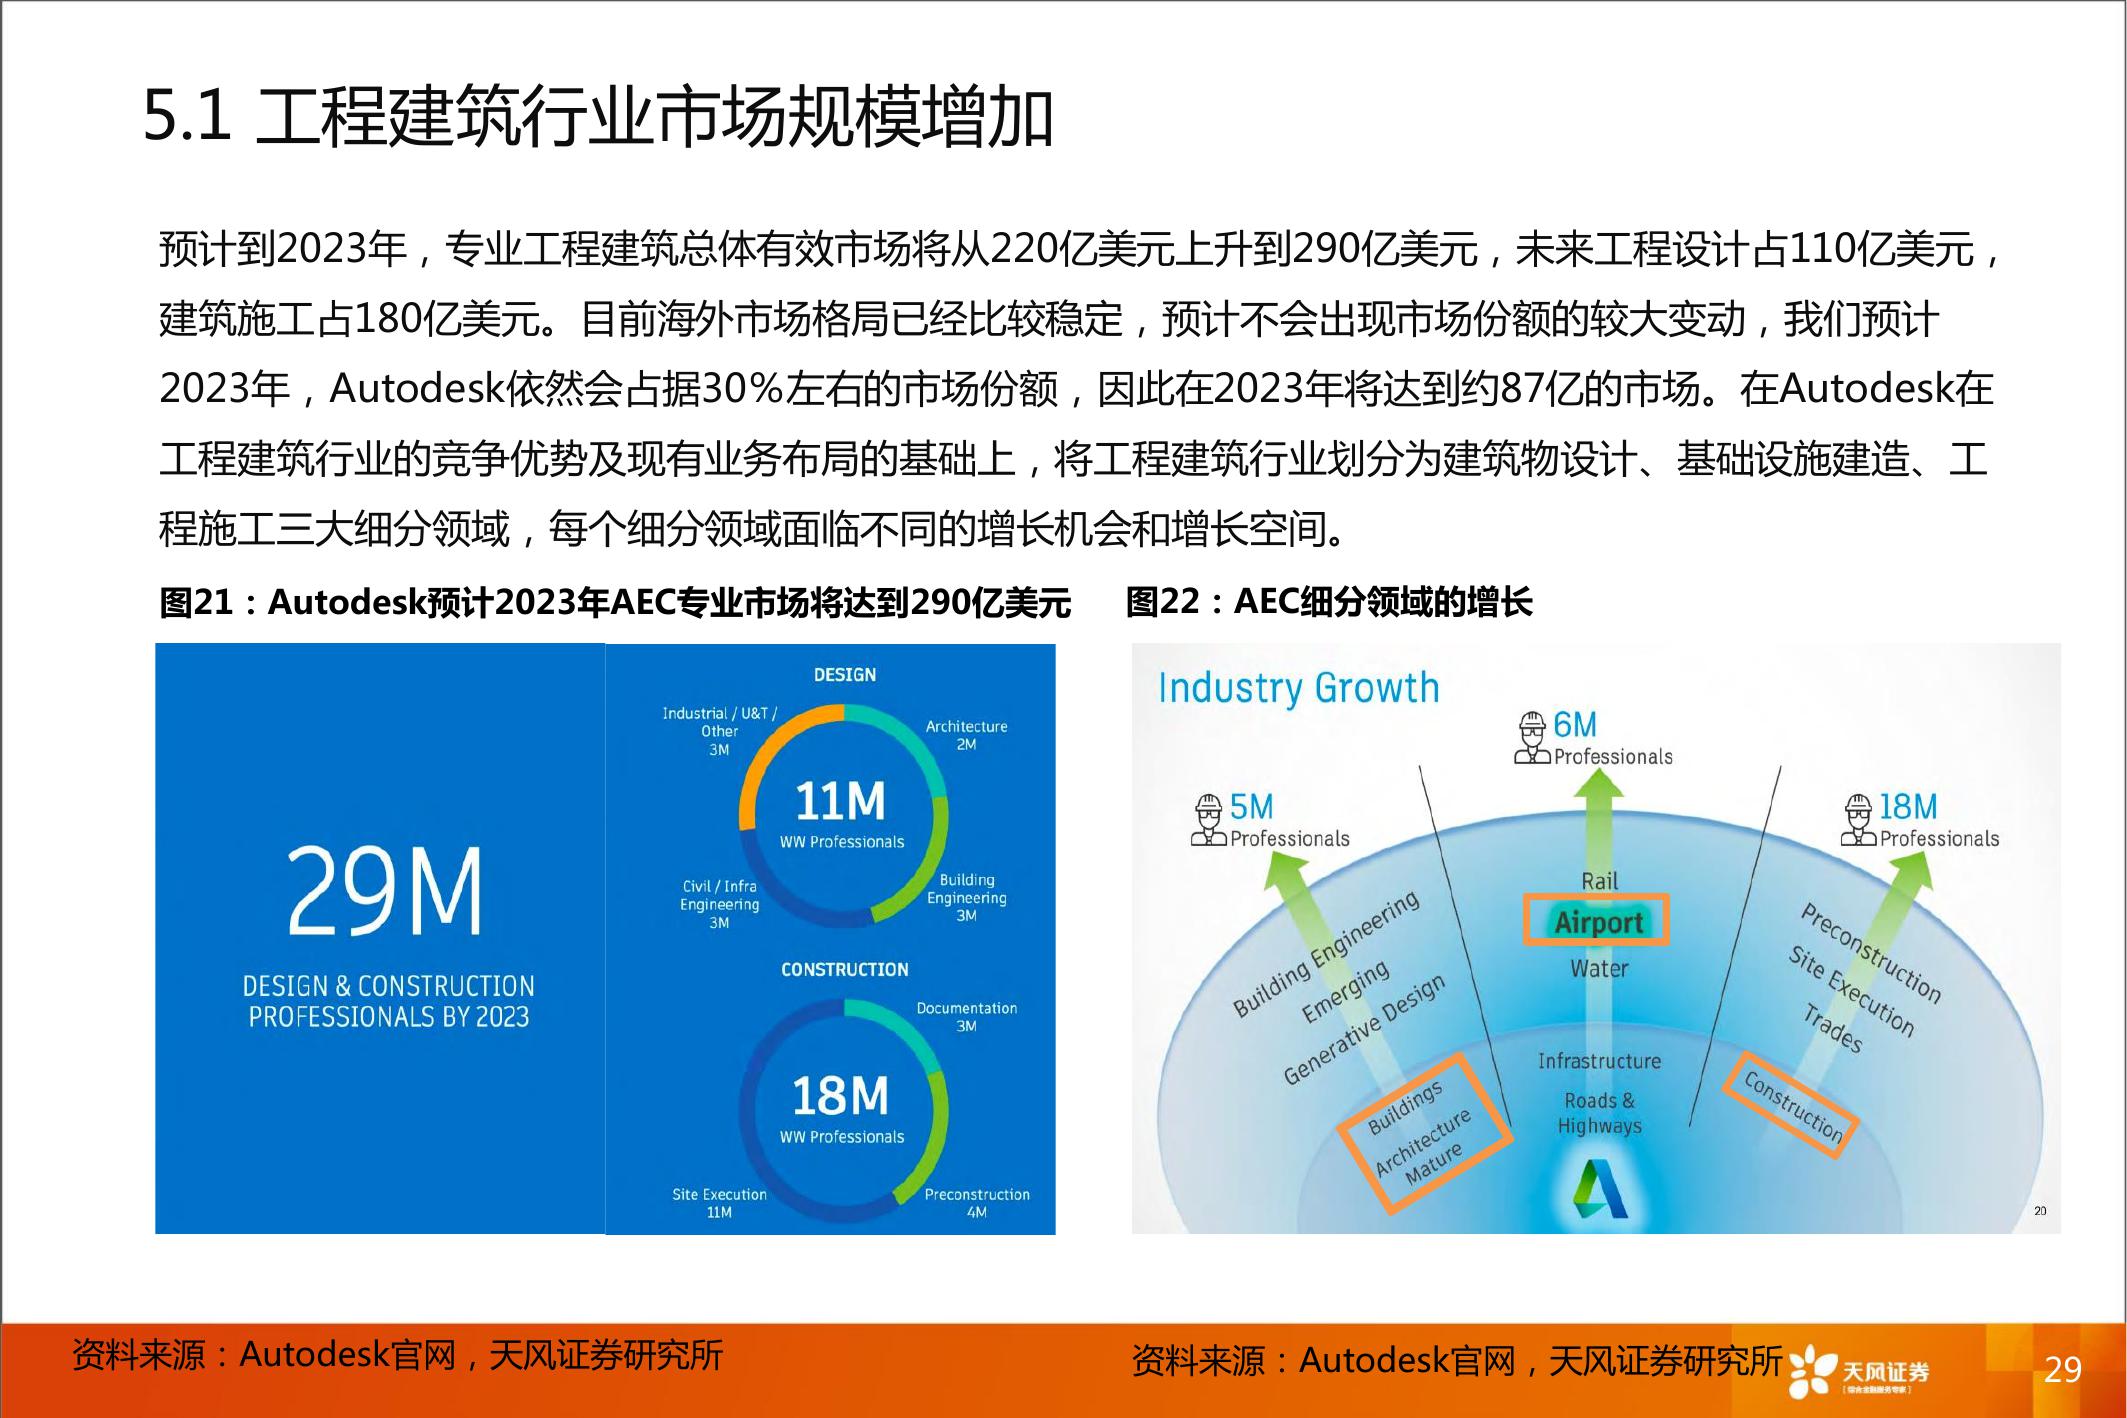 5.1 工程建筑行业市场规模增加
预计到2023年，专业工程建筑总体有效市场将从220亿美元上升到290亿美元，未来工程设计占110亿美元，
建筑施工占180亿美元。目前海外市场格局已经比较稳定，预计不会出现市场份额的较大变动，我们预计
2023年，Autodesk依然会占据30%左右的市场份额，因此在2023年将达到约87亿的市场。在Autodesk在
工程建筑行业的竞争优势及现有业务布局的基础上，将工程建筑行业划分为建筑物设计、基础设施建造、工
程施工三大细分领域，每个细分领域面临不同的增长机会和增长空间。
图21：Autodesk预计2023年AEC专业市场将达到290亿美元
29M
DESIGN & CONSTRUCTION
PROFESSIONALS BY 2023
DESIGN
Industrial / U&T /
Other
3M
Architecture
2M
11M
WW Professionals
Civil / Infra
Engineering
3M
Building
Engineering
3M
CONSTRUCTION
Documentation
3M
18M
WW Professionals
Site Execution
11M
Preconstruction
4M
图22：AEC细分领域的增长
Industry Growth
6M
Professionals
5M
Professionals
18M
Professionals
Building Engineering
Emerging
Generative Design
Buildings
Architecture
Mature
Rail
Airport
Water
Infrastructure
Roads &
Highways
Preconstruction
Site Execution
Trades
Construction
20
资料来源：Autodesk官网，天风证券研究所
资料来源：Autodesk官网，天风证券研究所
天风证券
[综合金融服务专家]
29